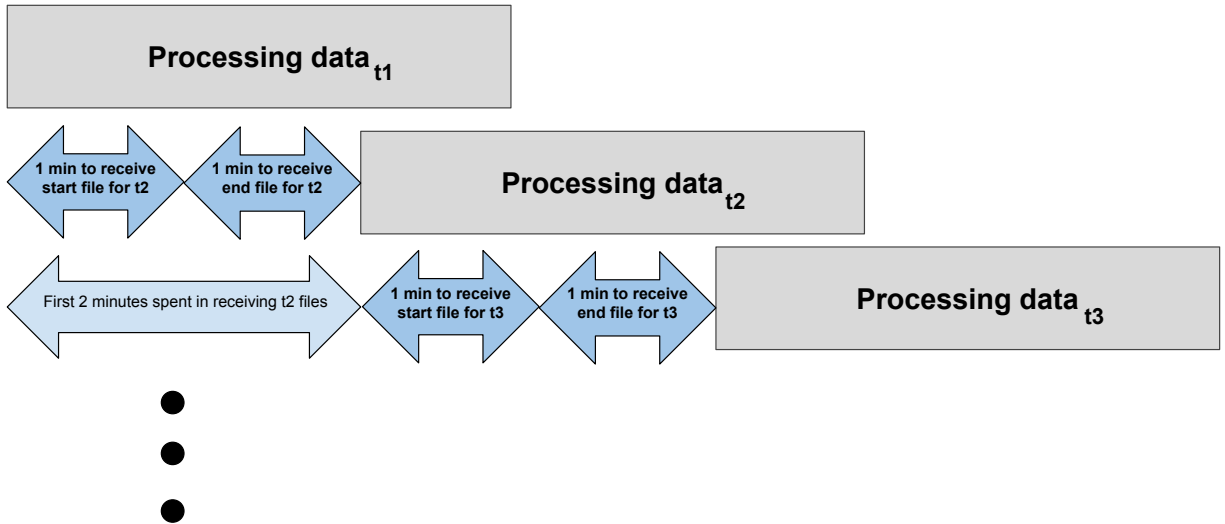 Processing data t1
1 min to receive
start file for t2
1 min to receive
end file for t2
Processing data t2
First 2 minutes spent in receiving t2 files
1 min to receive
start file for t3
1 min to receive
end file for t3
Processing data t3